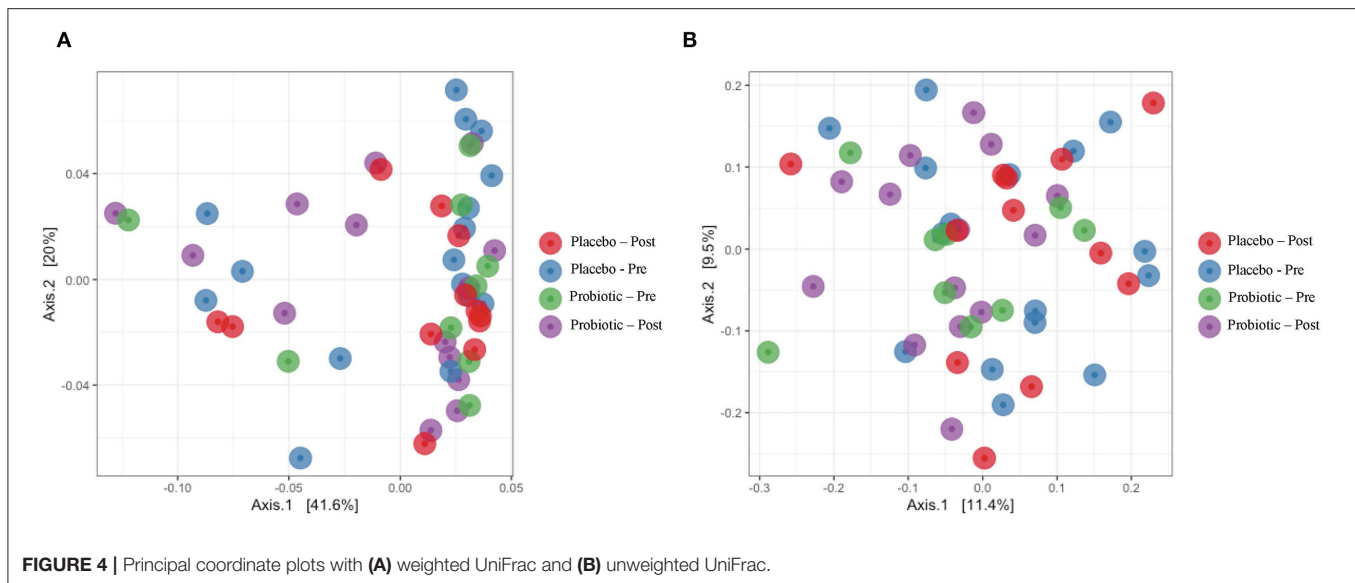 A
B
0.04
0.00
-0.04
Axis.2 [20%]
-0.10
-0.05
0.00
0.05
Axis.1 [41.6%]
Placebo – Post
Placebo - Pre
Probiotic – Pre
Probiotic – Post
0.2
0.1
0.0
-0.1
-0.2
Axis.2 [9.5%]
-0.3
-0.2
-0.1
0.0
0.1
0.2
Axis.1 [11.4%]
Placebo – Post
Placebo - Pre
Probiotic – Pre
Probiotic – Post
FIGURE 4 | Principal coordinate plots with (A) weighted UniFrac and (B) unweighted UniFrac.